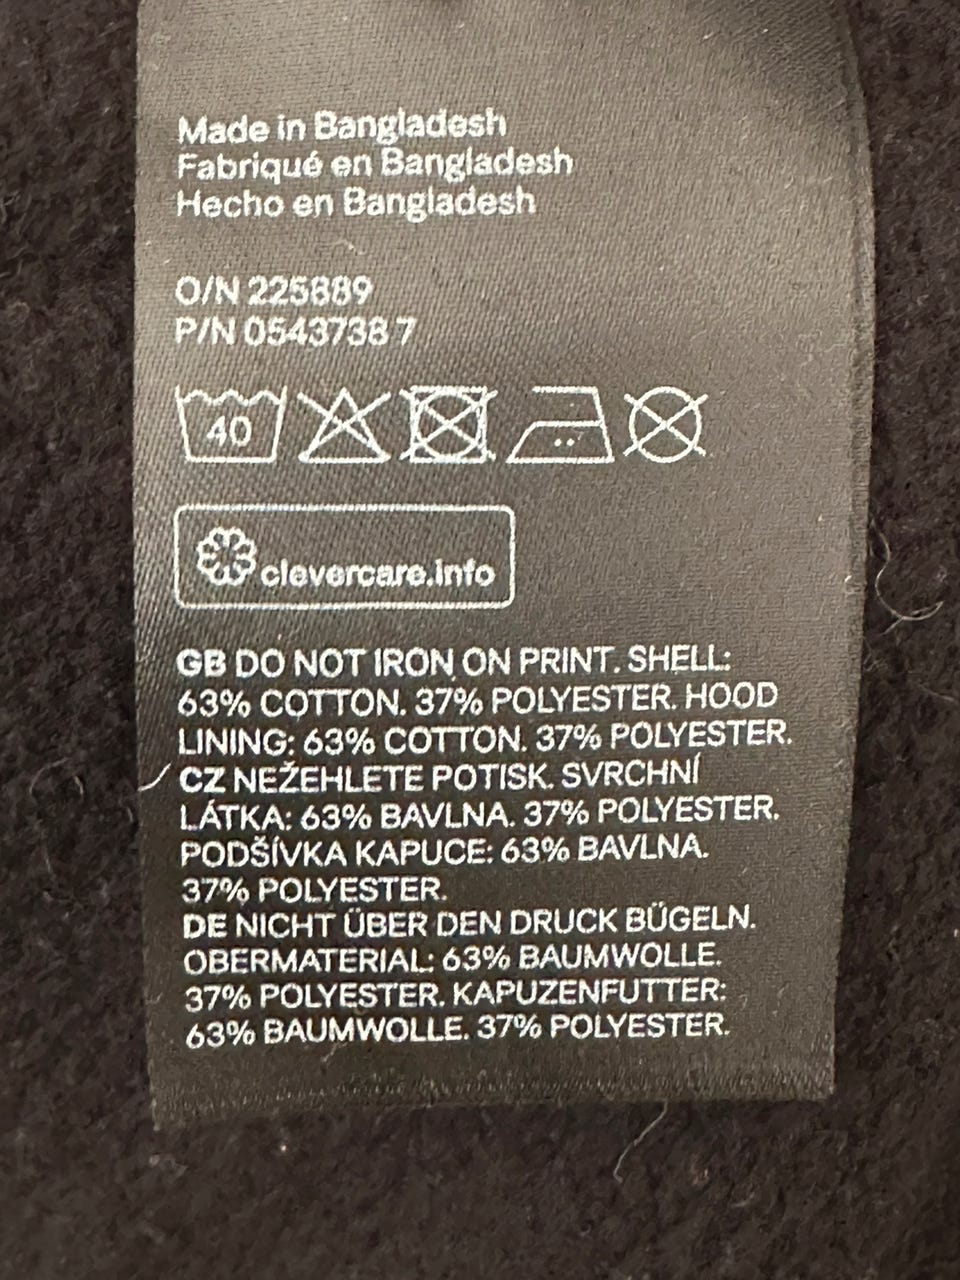 Made in Bangladesh
Fabriqué en Bangladesh
Hecho en Bangladesh
O/N 225889
P/N 0543738 7
40
clevercare.info
GB DO NOT IRON ON PRINT. SHELL:
63% COTTON. 37% POLYESTER. HOOD
LINING: 63% COTTON. 37% POLYESTER.
CZ NEŽEHLETE POTISK. SVRCHNÍ
LÁTKA: 63% BAVLNA. 37% POLYESTER.
PODŠÍVKA KAPUCE: 63% BAVLNA.
37% POLYESTER.
DE NICHT ÜBER DEN DRUCK BÜGELN.
OBERMATERIAL: 63% BAUMWOLLE.
37% POLYESTER. KAPUZENFUTTER:
63% BAUMWOLLE. 37% POLYESTER.